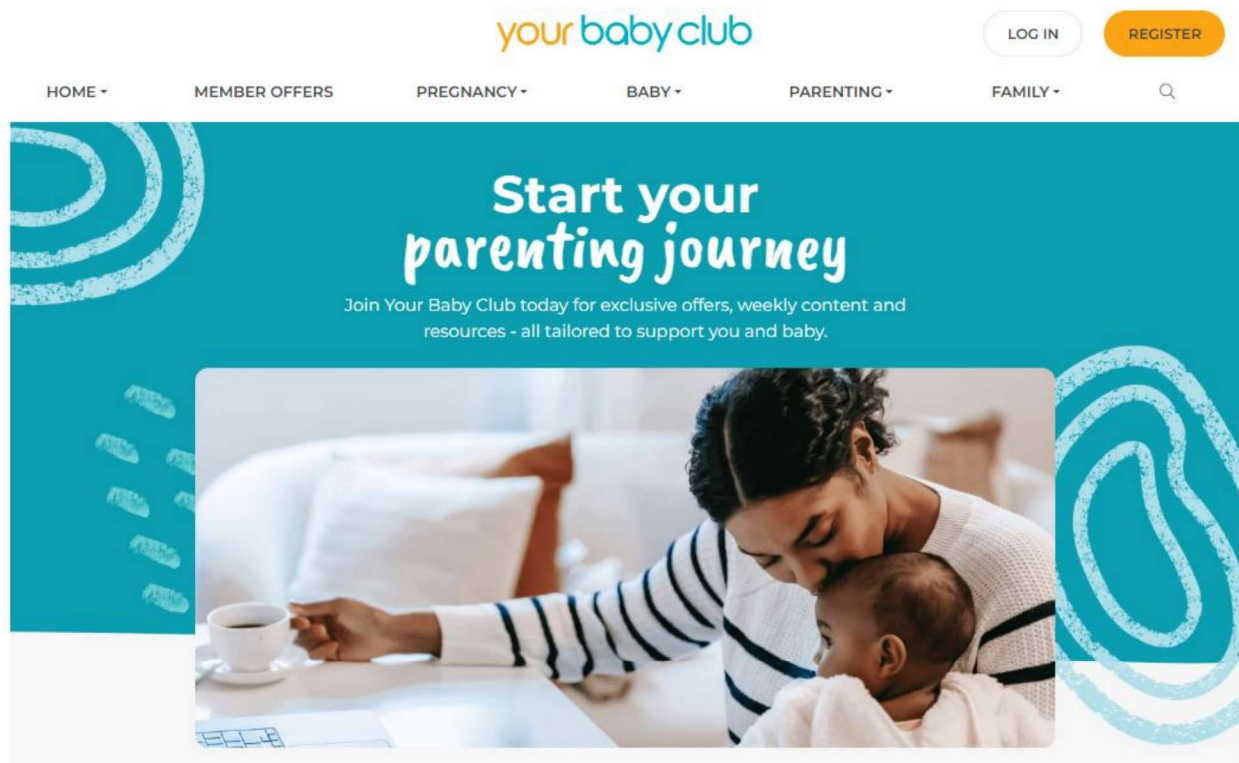 your baby club
LOG IN
REGISTER
HOME
MEMBER OFFERS
PREGNANCY
BABY
PARENTING
FAMILY
Start your
parenting journey
Join Your Baby Club today for exclusive offers, weekly content and
resources - all tailored to support you and baby.